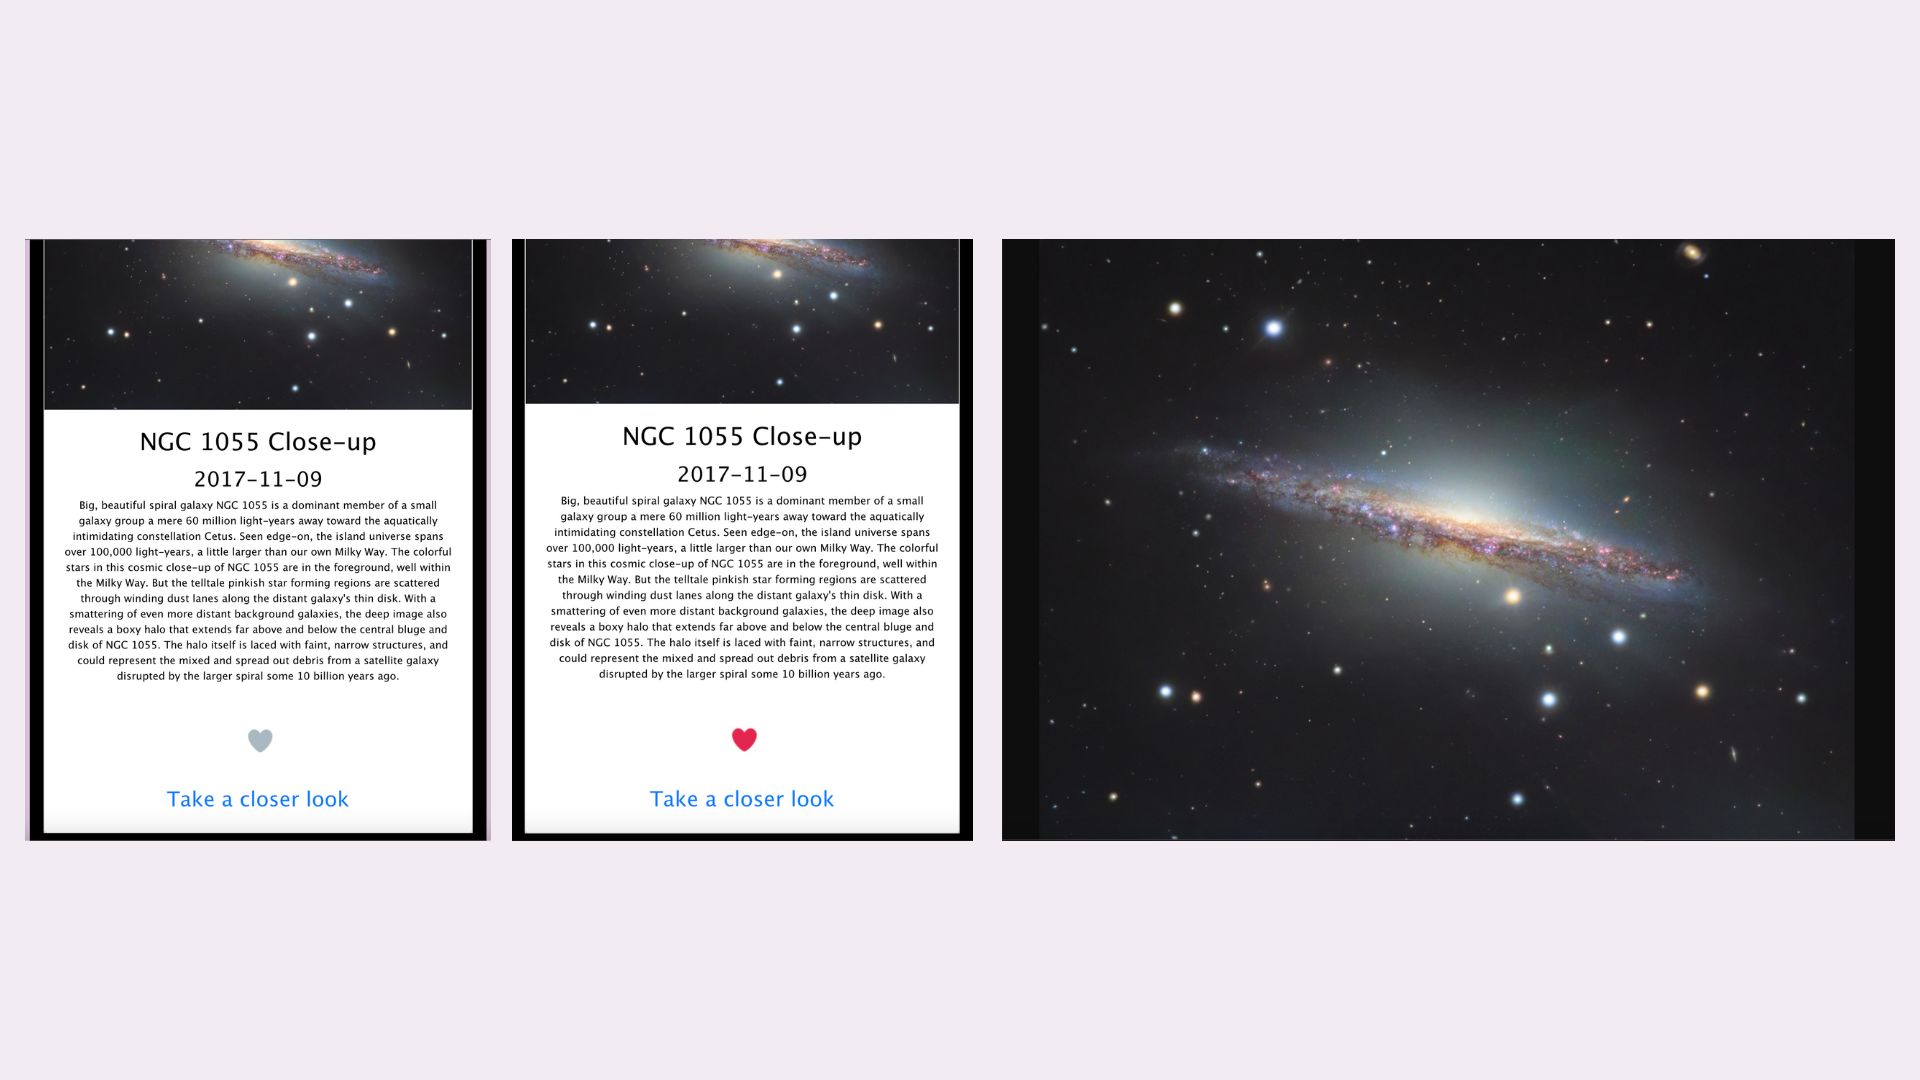 NGC 1055 Close-up
2017-11-09
Big, beautiful spiral galaxy NGC 1055 is a dominant member of a small
galaxy group a mere 60 million light-years away toward the aquatically
intimidating constellation Cetus. Seen edge-on, the island universe spans
over 100,000 light-years, a little larger than our own Milky Way. The colorful
stars in this cosmic close-up of NGC 1055 are in the foreground, well within
the Milky Way. But the telltale pinkish star forming regions are scattered
through winding dust lanes along the distant galaxy's thin disk. With a
smattering of even more distant background galaxies, the deep image also
reveals a boxy halo that extends far above and below the central bluge and
disk of NGC 1055. The halo itself is laced with faint, narrow structures, and
could represent the mixed and spread out debris from a satellite galaxy
disrupted by the larger spiral some 10 billion years ago.
Take a closer look
NGC 1055 Close-up
2017-11-09
Big, beautiful spiral galaxy NGC 1055 is a dominant member of a small
galaxy group a mere 60 million light-years away toward the aquatically
intimidating constellation Cetus. Seen edge-on, the island universe spans
over 100,000 light-years, a little larger than our own Milky Way. The colorful
stars in this cosmic close-up of NGC 1055 are in the foreground, well within
the Milky Way. But the telltale pinkish star forming regions are scattered
through winding dust lanes along the distant galaxy's thin disk. With a
smattering of even more distant background galaxies, the deep image also
reveals a boxy halo that extends far above and below the central bluge and
disk of NGC 1055. The halo itself is laced with faint, narrow structures, and
could represent the mixed and spread out debris from a satellite galaxy
disrupted by the larger spiral some 10 billion years ago.
Take a closer look